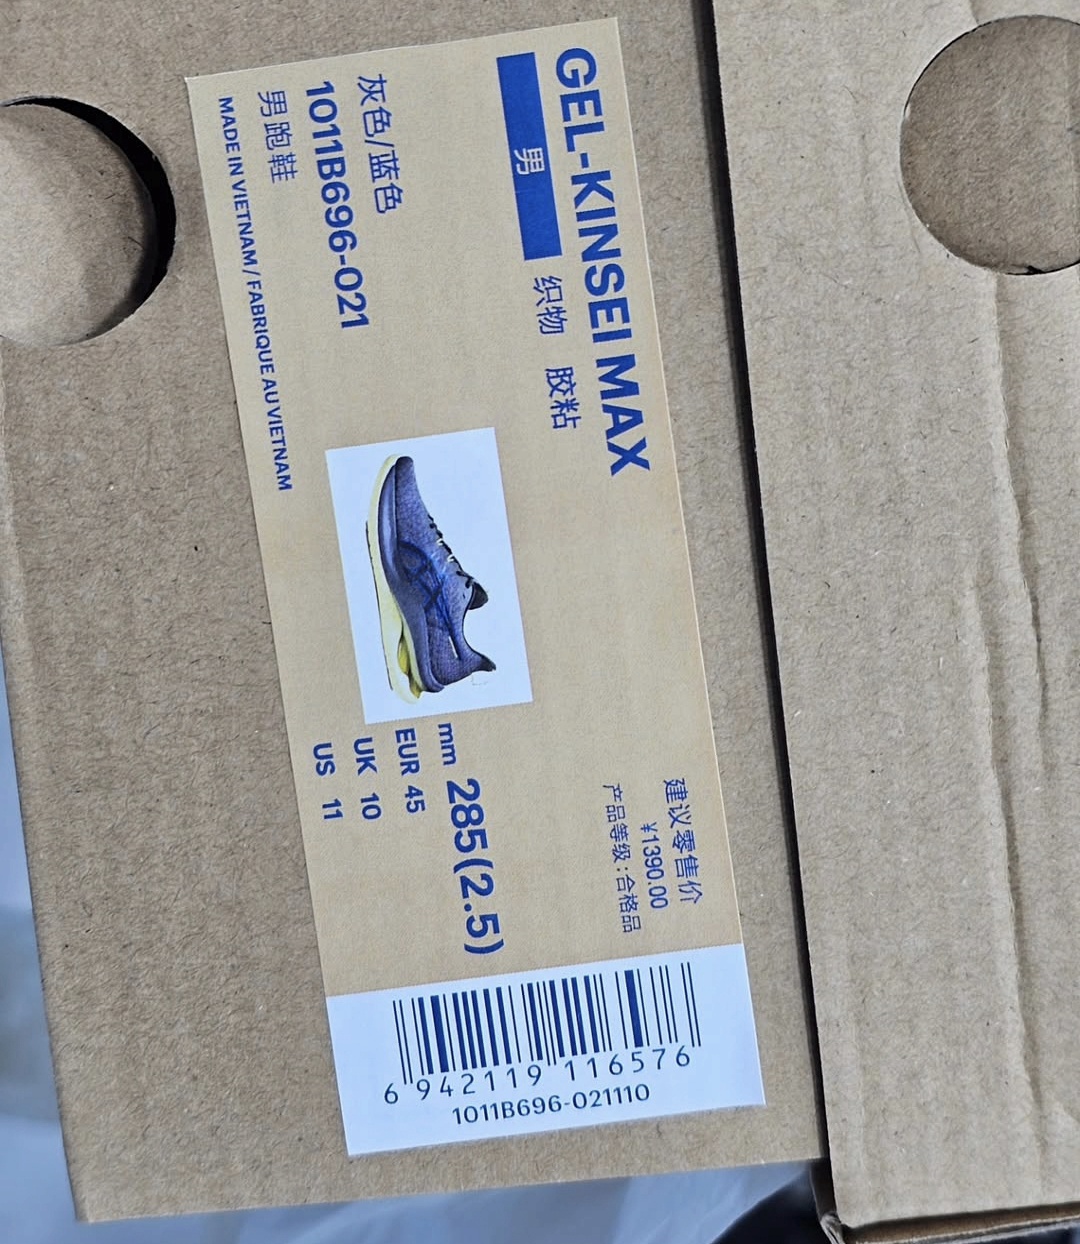 GEL-KINSEI MAX
男 织物 胶粘
灰色/蓝色
1011B696-021
男跑鞋
MADE IN VIETNAM / FABRIQUE AU VIETNAM
建议零售价
¥1390.00
产品等级:合格品
mm 285(2.5)
EUR 45
UK 10
US 11
6 942119 116576
1011B696-021110